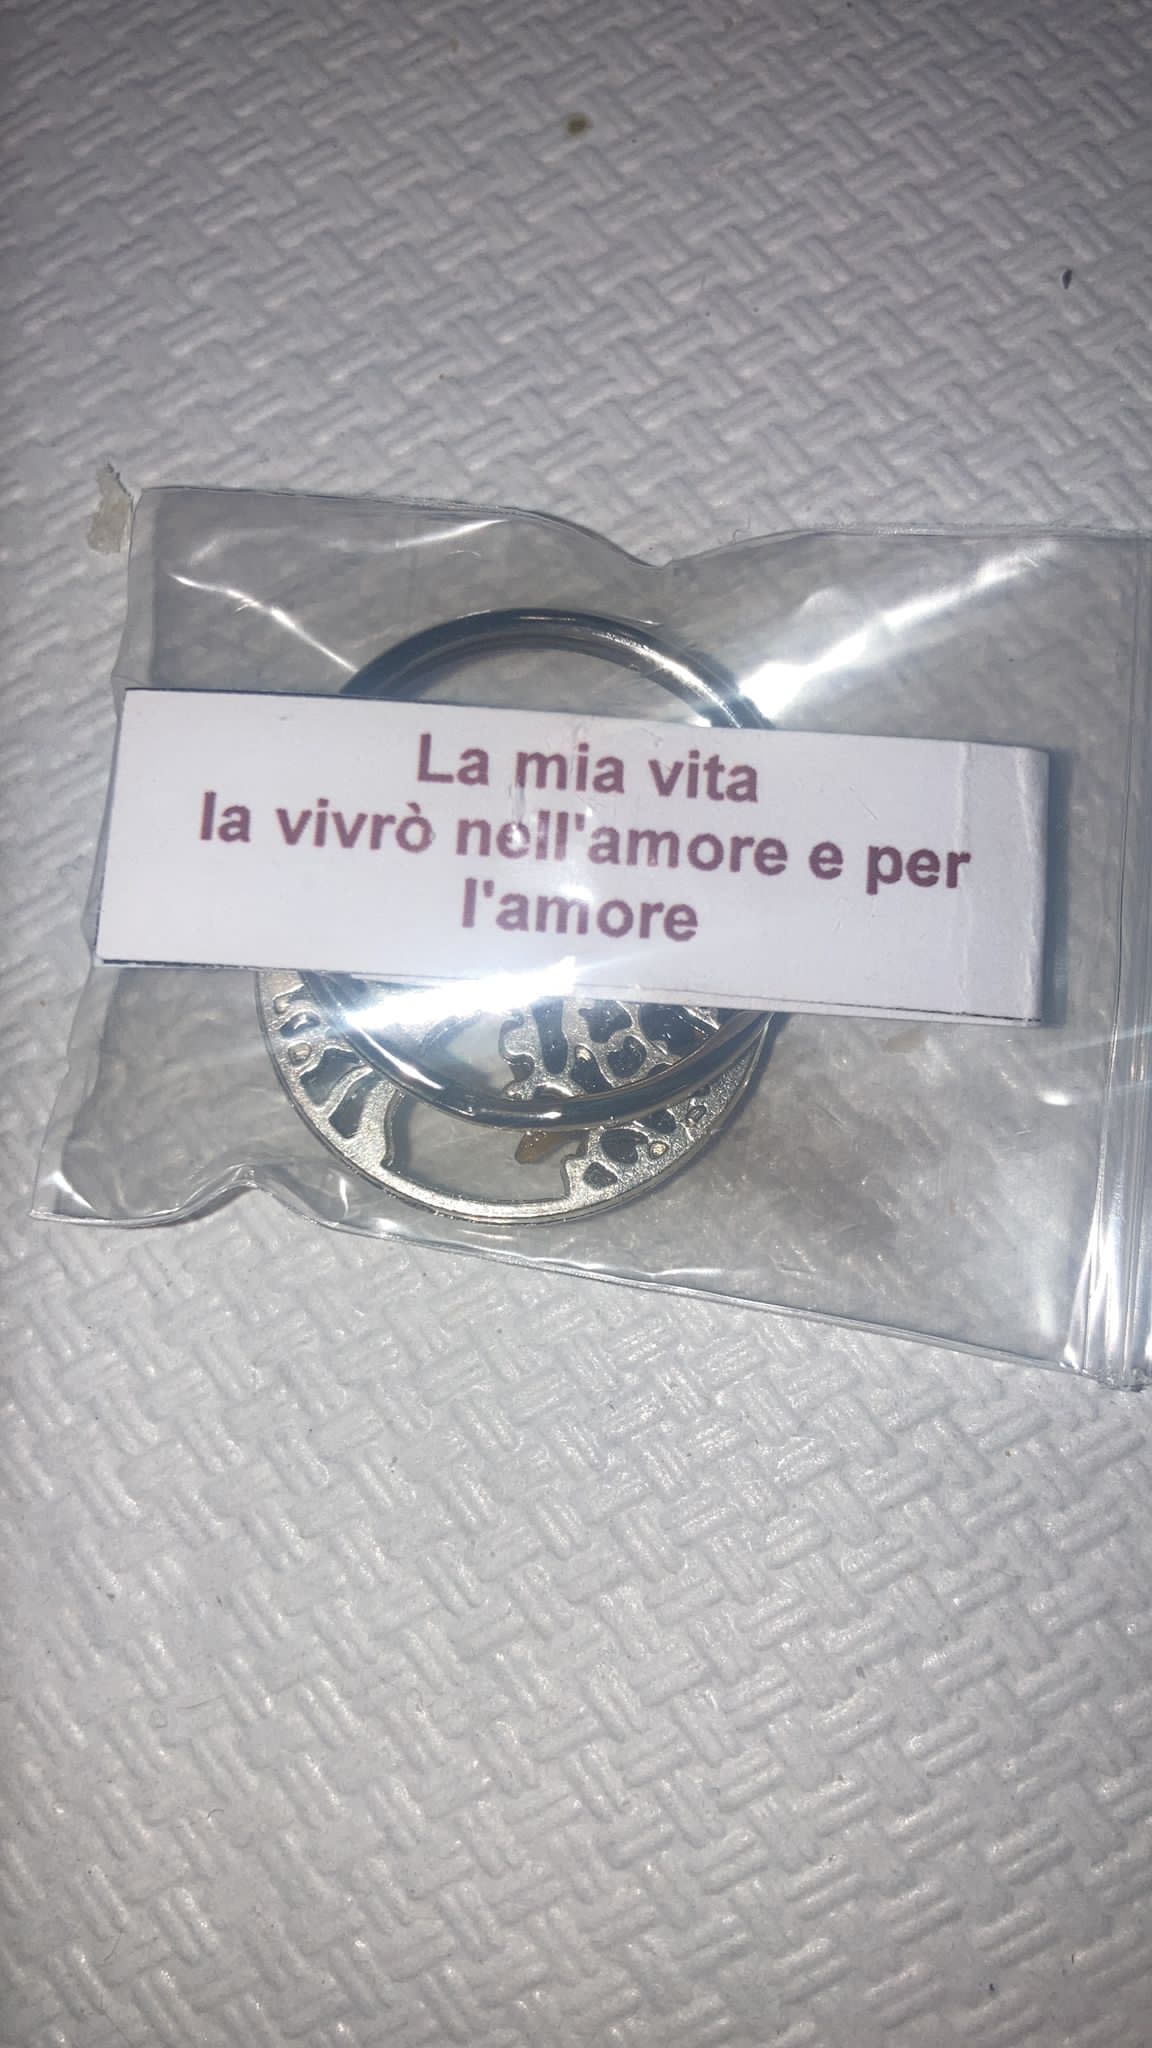 La mia vita
la vivrò nell'amore e per
l'amore